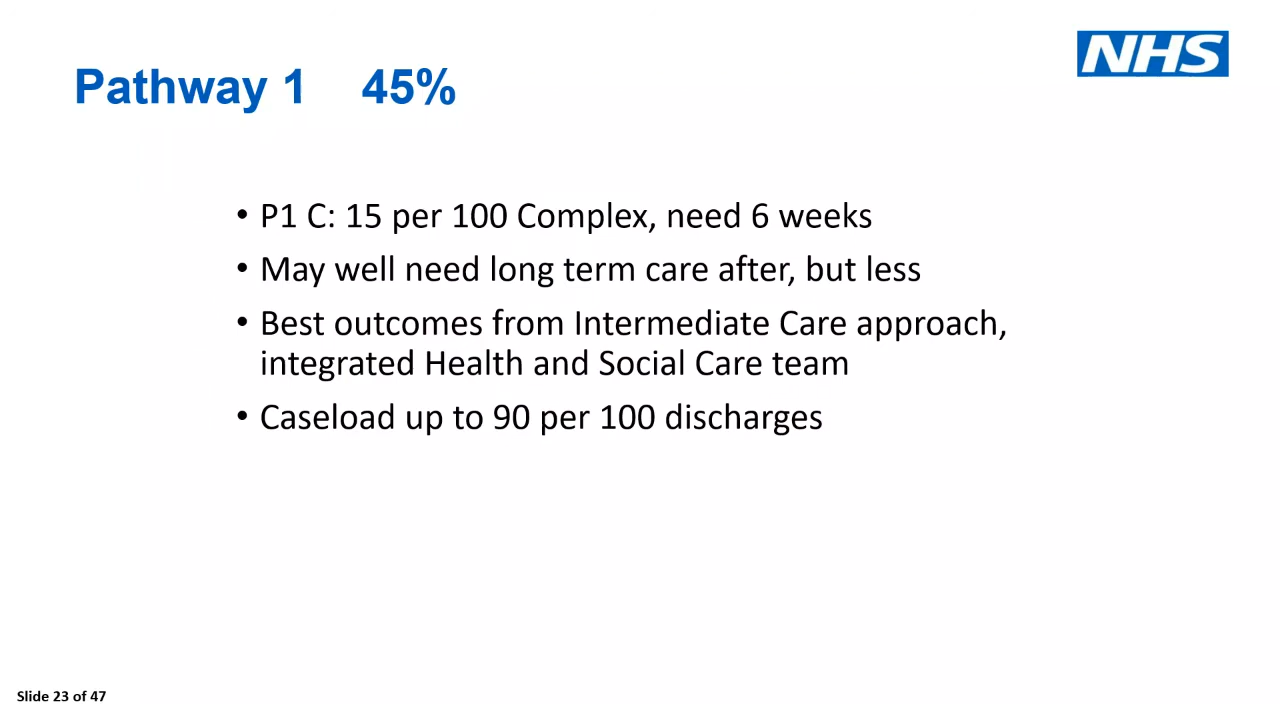 NHS
Pathway 1 45%
• P1 C: 15 per 100 Complex, need 6 weeks
• May well need long term care after, but less
• Best outcomes from Intermediate Care approach,
integrated Health and Social Care team
• Caseload up to 90 per 100 discharges
Slide 23 of 47